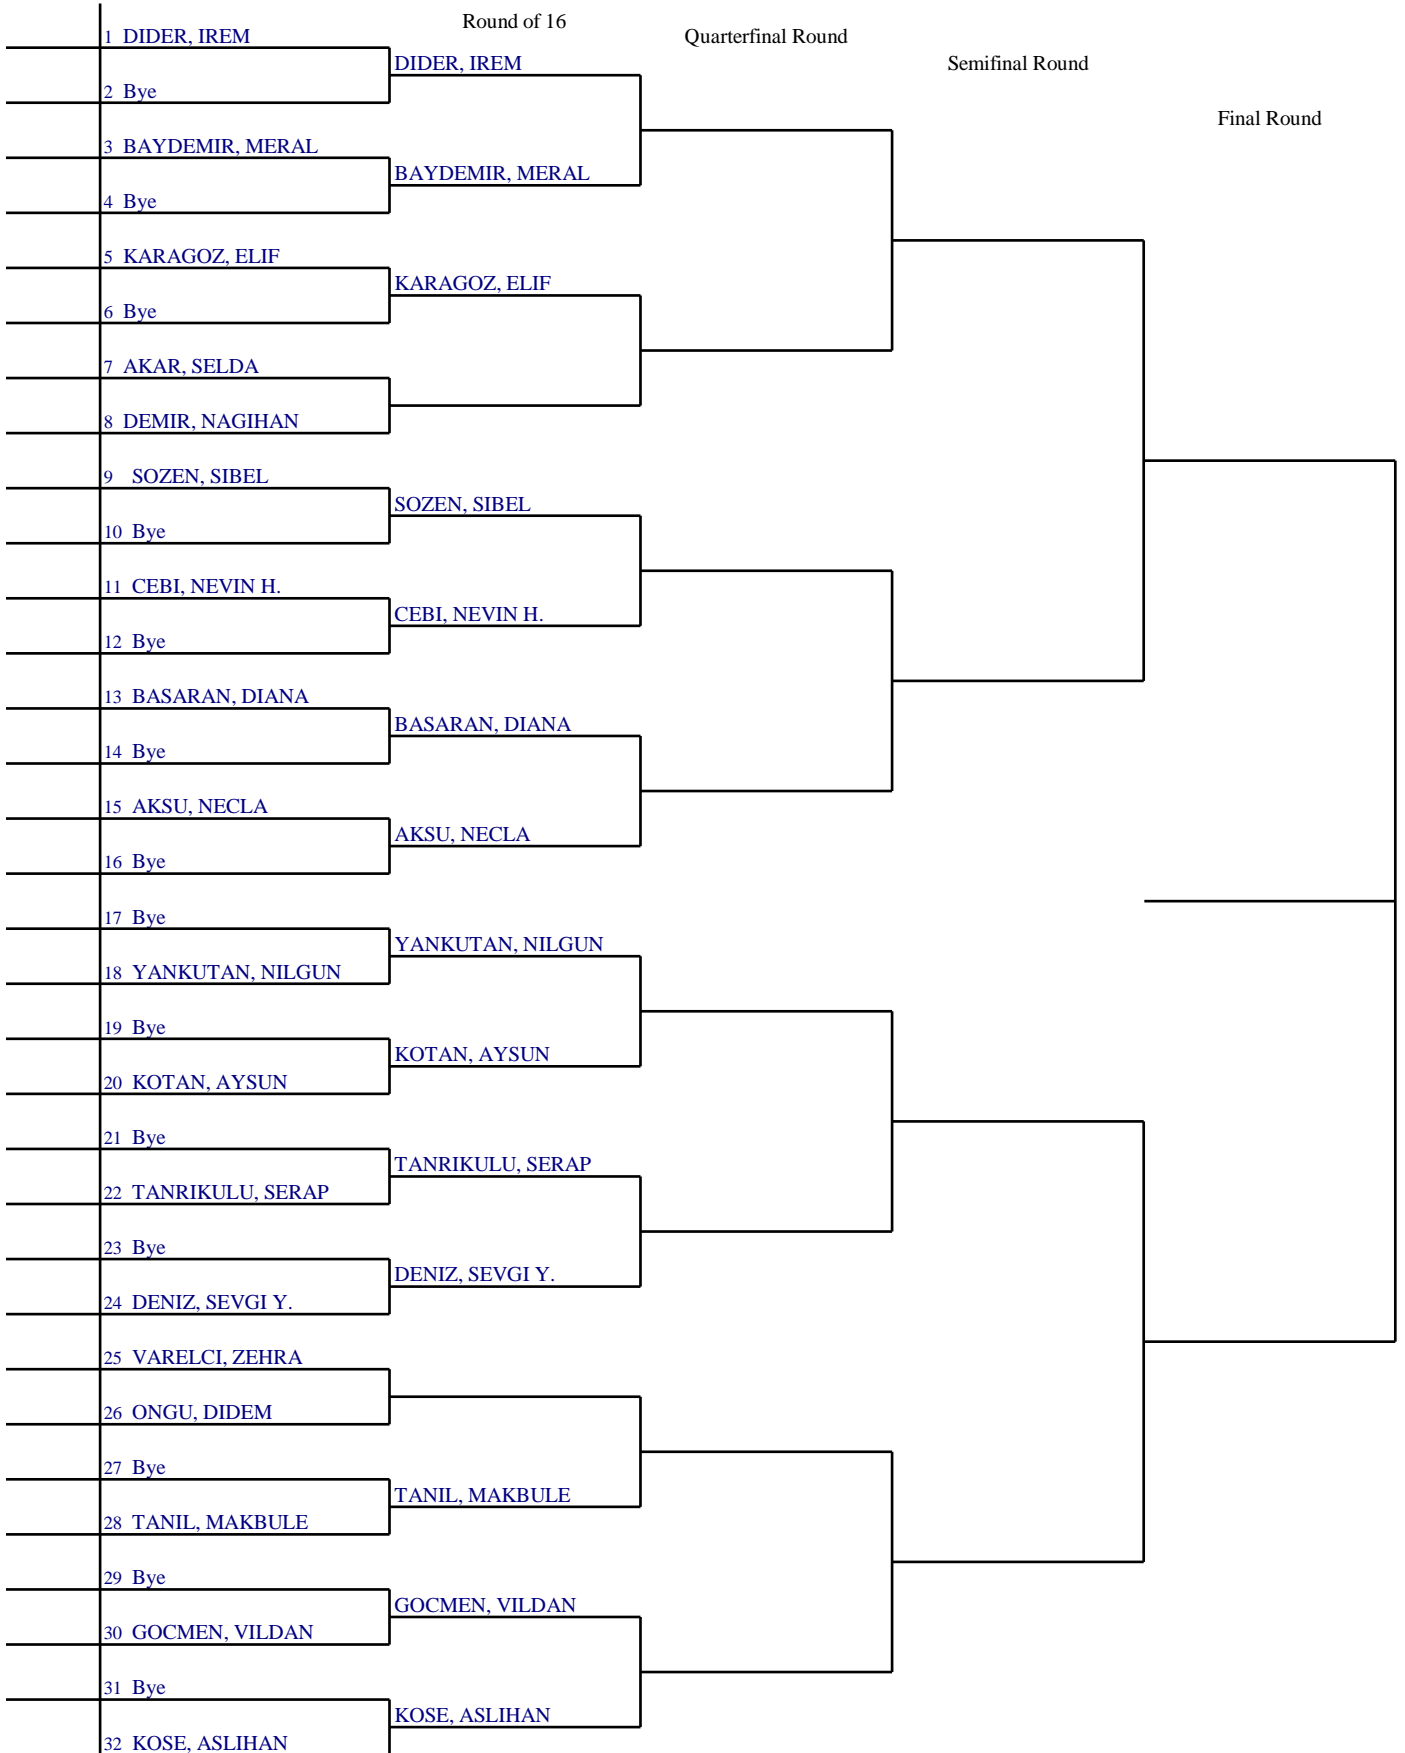 Round of 16
Quarterfinal Round
Semifinal Round
Final Round
1 DIDER, IREM
2 Bye
3 BAYDEMIR, MERAL
4 Bye
5 KARAGOZ, ELIF
6 Bye
7 AKAR, SELDA
8 DEMIR, NAGIHAN
9 SOZEN, SIBEL
10 Bye
11 CEBI, NEVIN H.
12 Bye
13 BASARAN, DIANA
14 Bye
15 AKSU, NECLA
16 Bye
17 Bye
18 YANKUTAN, NILGUN
19 Bye
20 KOTAN, AYSUN
21 Bye
22 TANRIKULU, SERAP
23 Bye
24 DENIZ, SEVGI Y.
25 VARELCI, ZEHRA
26 ONGU, DIDEM
27 Bye
28 TANIL, MAKBULE
29 Bye
30 GOCMEN, VILDAN
31 Bye
32 KOSE, ASLIHAN
DIDER, IREM
BAYDEMIR, MERAL
KARAGOZ, ELIF
SOZEN, SIBEL
CEBI, NEVIN H.
BASARAN, DIANA
AKSU, NECLA
YANKUTAN, NILGUN
KOTAN, AYSUN
TANRIKULU, SERAP
DENIZ, SEVGI Y.
TANIL, MAKBULE
GOCMEN, VILDAN
KOSE, ASLIHAN